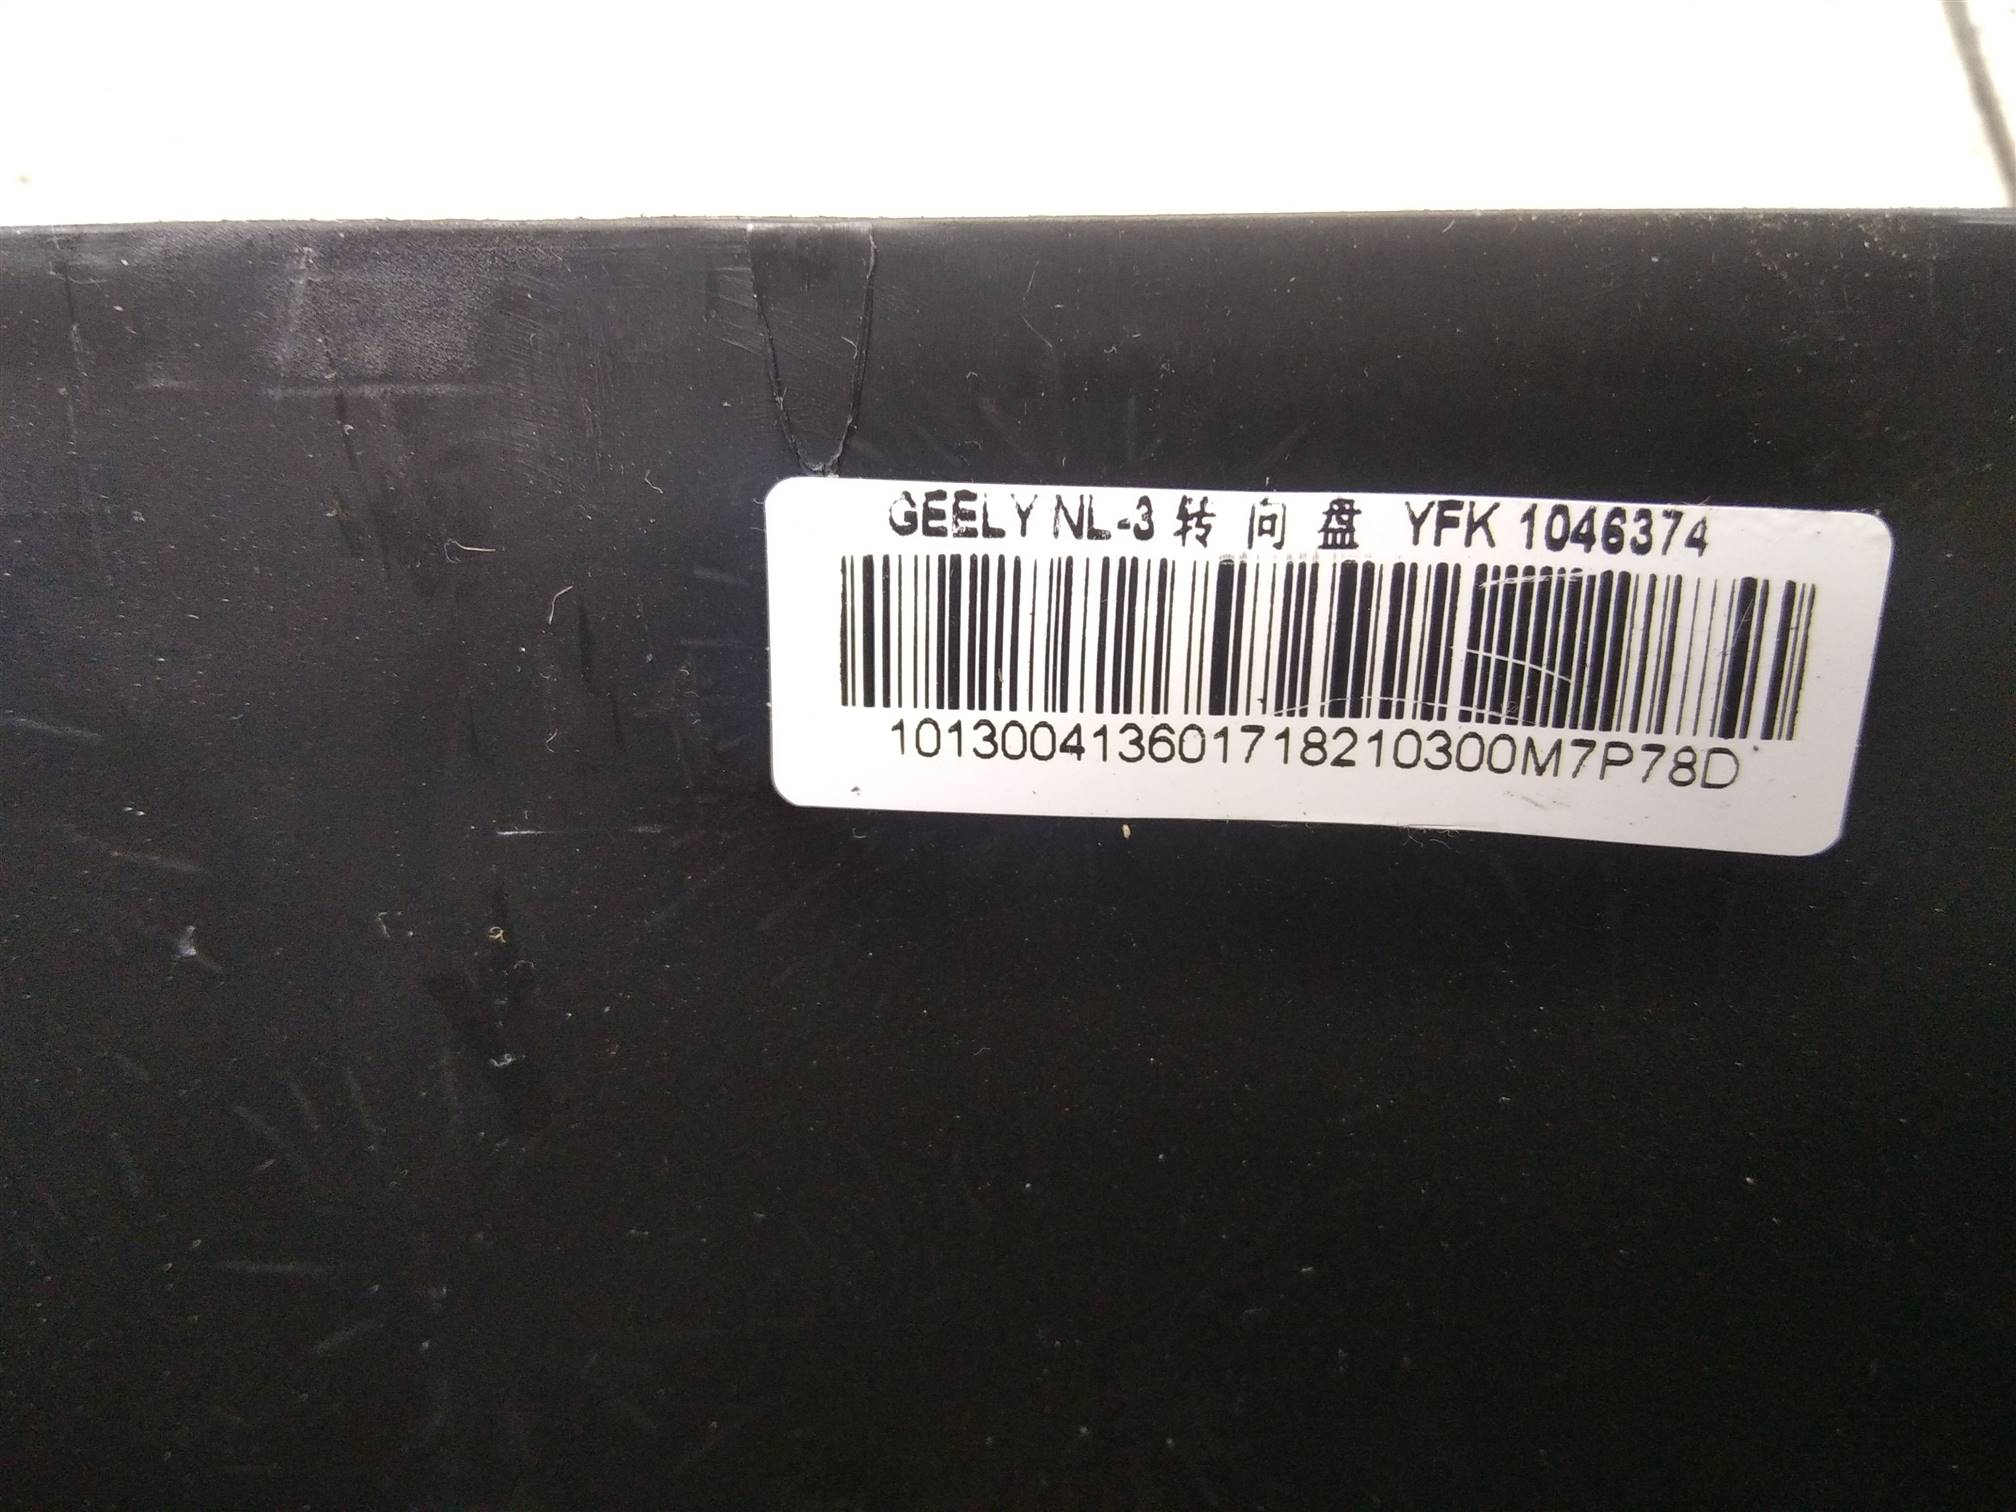 GEELY NL-3 转 向 盘 YFK 1046374
101300413601718210300M7P78D